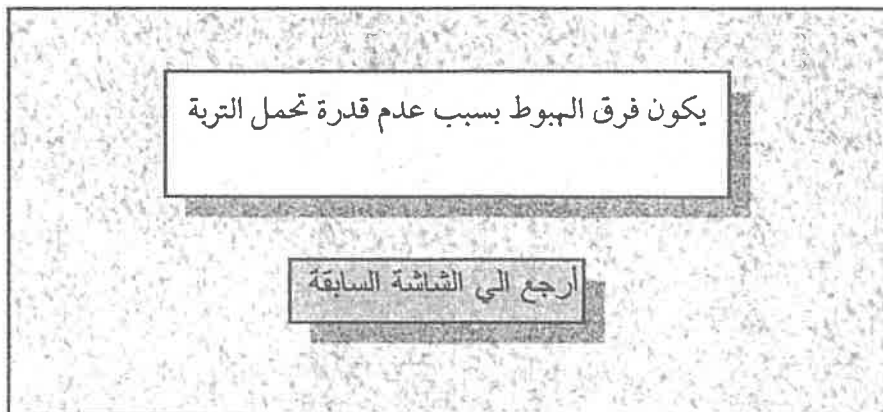 يكون فرق الهبوط بسبب عدم قدرة تحمل التربة
أرجع الي الشاشة السابقة